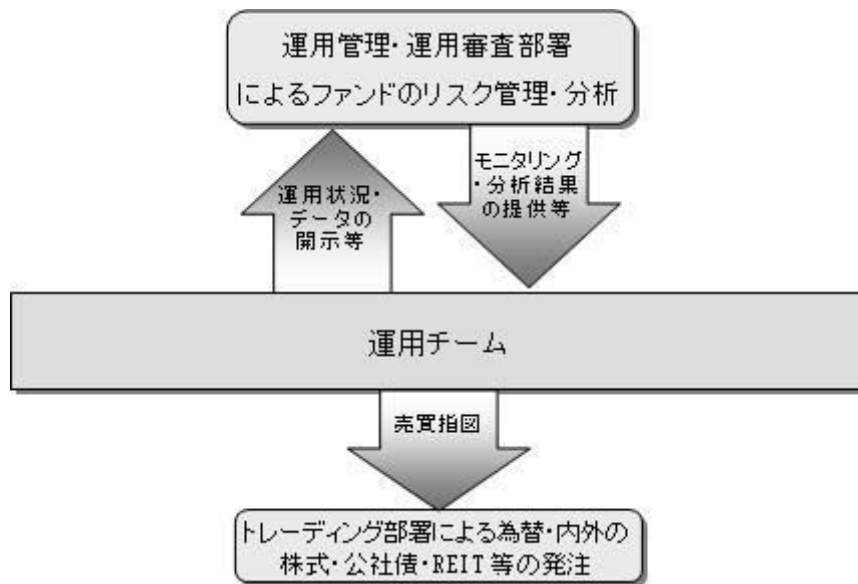 運用管理・運用審査部署
によるファンドのリスク管理・分析
運用状況・
データの
開示等
モニタリング
・分析結果
の提供等
運用チーム
売買指図
トレーディング部署による為替・内外の
株式・公社債・REIT等の発注